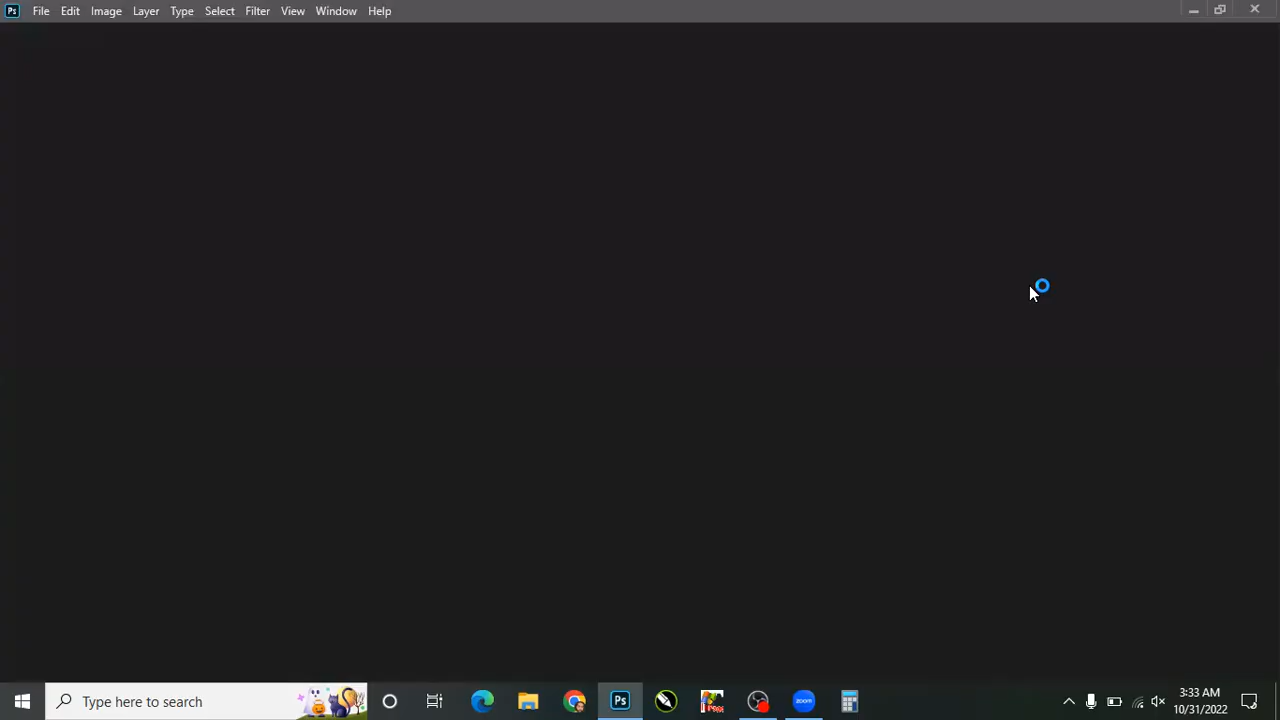 Ps File Edit Image Layer Type Select Filter View Window Help
Type here to search
Ps
zoom
3:33 AM
10/31/2022